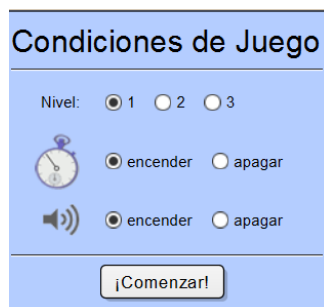 Condiciones de Juego
Nivel: 1 2 3
encender apagar
encender apagar
¡Comenzar!